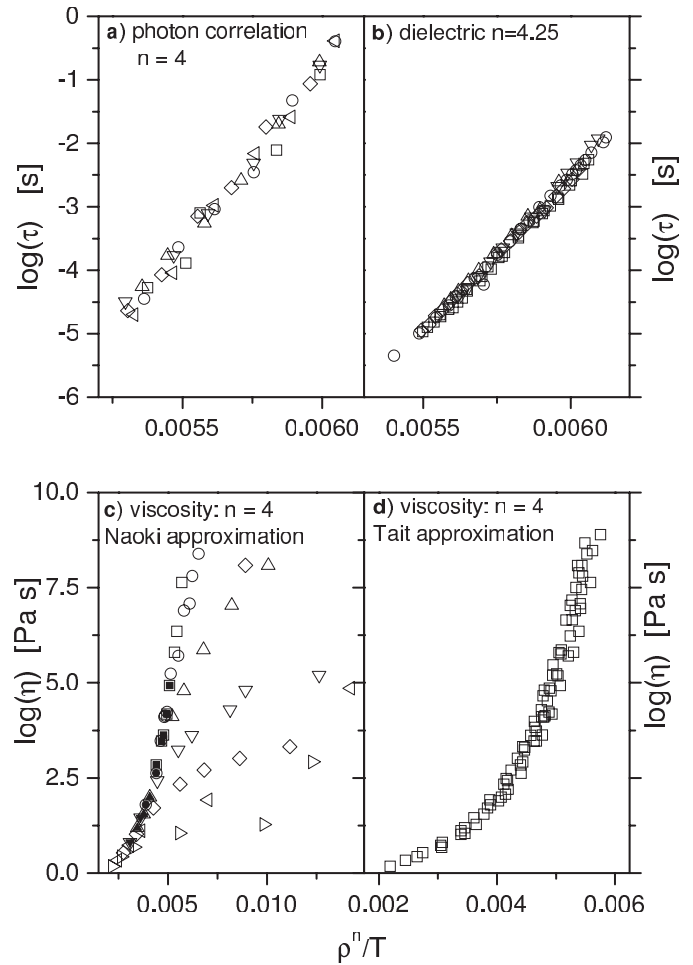 a) photon correlation
n = 4
b) dielectric n=4.25
0
-1
-2
-3
-4
-5
-6
log(τ) [s]
log(τ) [s]
0.0055
0.0060
0.0055
0.0060
c) viscosity: n = 4
Naoki approximation
d) viscosity: n = 4
Tait approximation
10.0
7.5
5.0
2.5
0.0
log(η) [Pa s]
log(η) [Pa s]
0.005
0.010
0.002
0.004
0.006
ρⁿ/T